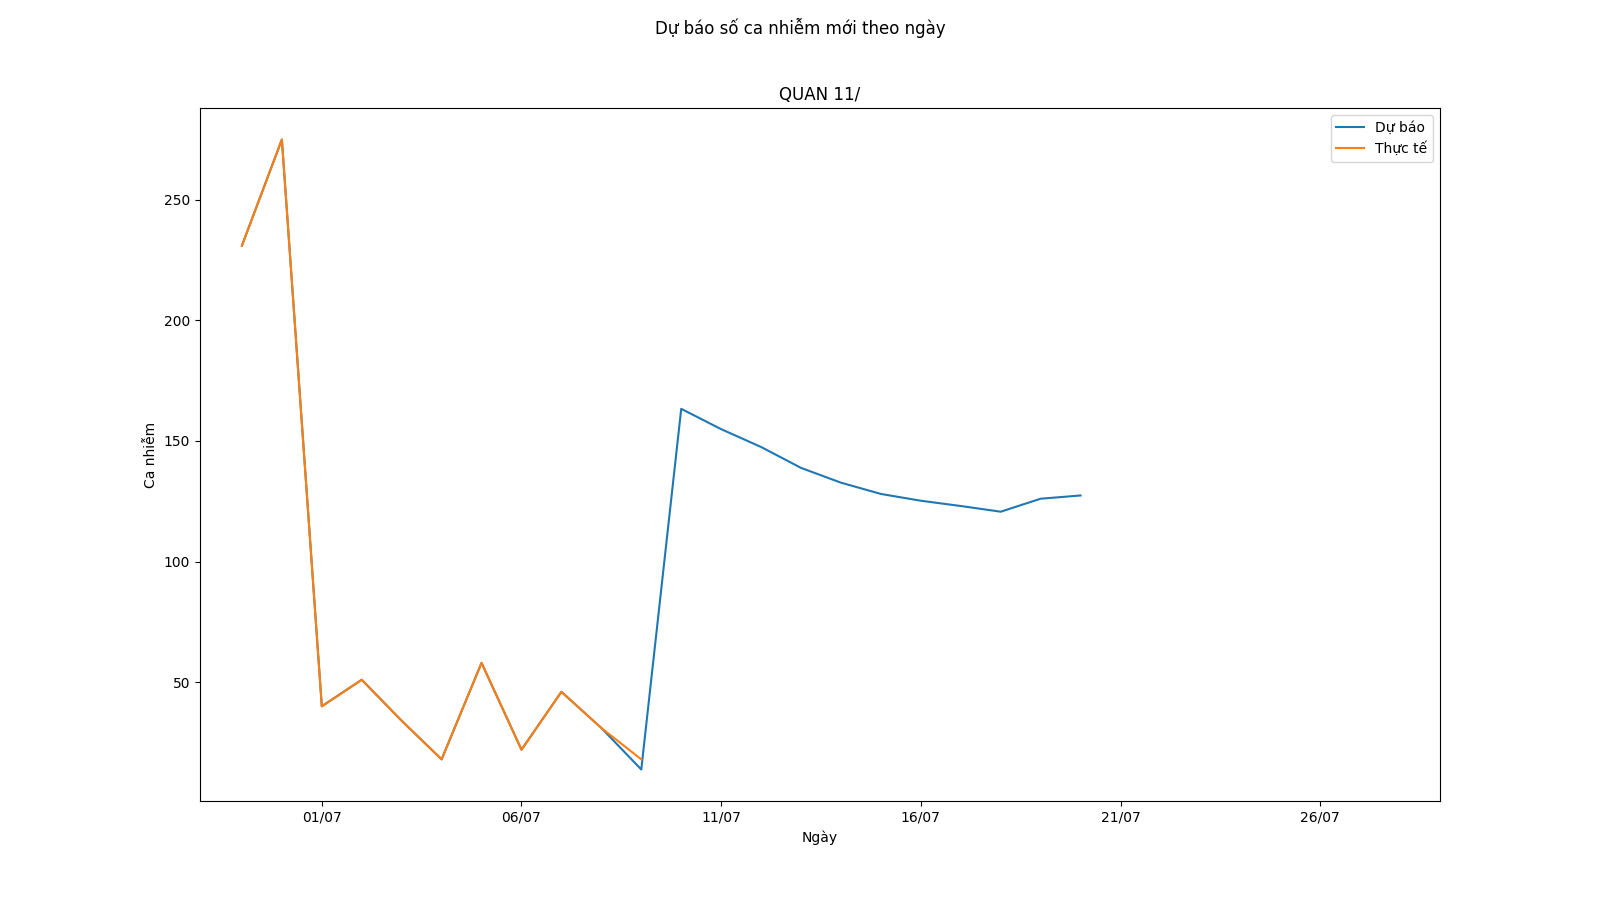 Dự báo số ca nhiễm mới theo ngày
QUAN 11/
Dự báo
Thực tế
250
200
150
100
50
Ca nhiễm
01/07
06/07
11/07
16/07
21/07
26/07
Ngày